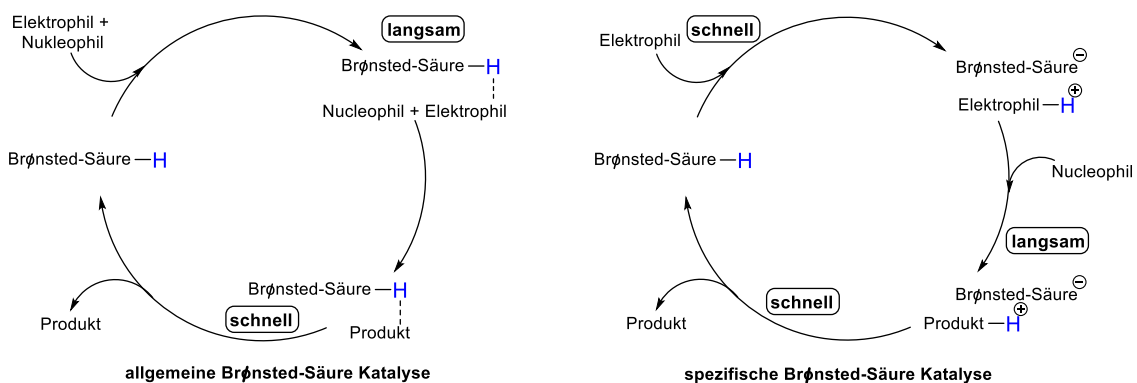 Elektrophil +
Nukleophil
langsam
Brønsted-Säure—H
Nucleophil + Elektrophil
Brønsted-Säure—H
Brønsted-Säure—H
Produkt
schnell
Produkt
allgemeine Brønsted-Säure Katalyse
Elektrophil
schnell
Brønsted-Säure⊖
Elektrophil—H⊕
Nucleophil
Brønsted-Säure—H
langsam
Brønsted-Säure⊖
Produkt—H⊕
schnell
Produkt
spezifische Brønsted-Säure Katalyse